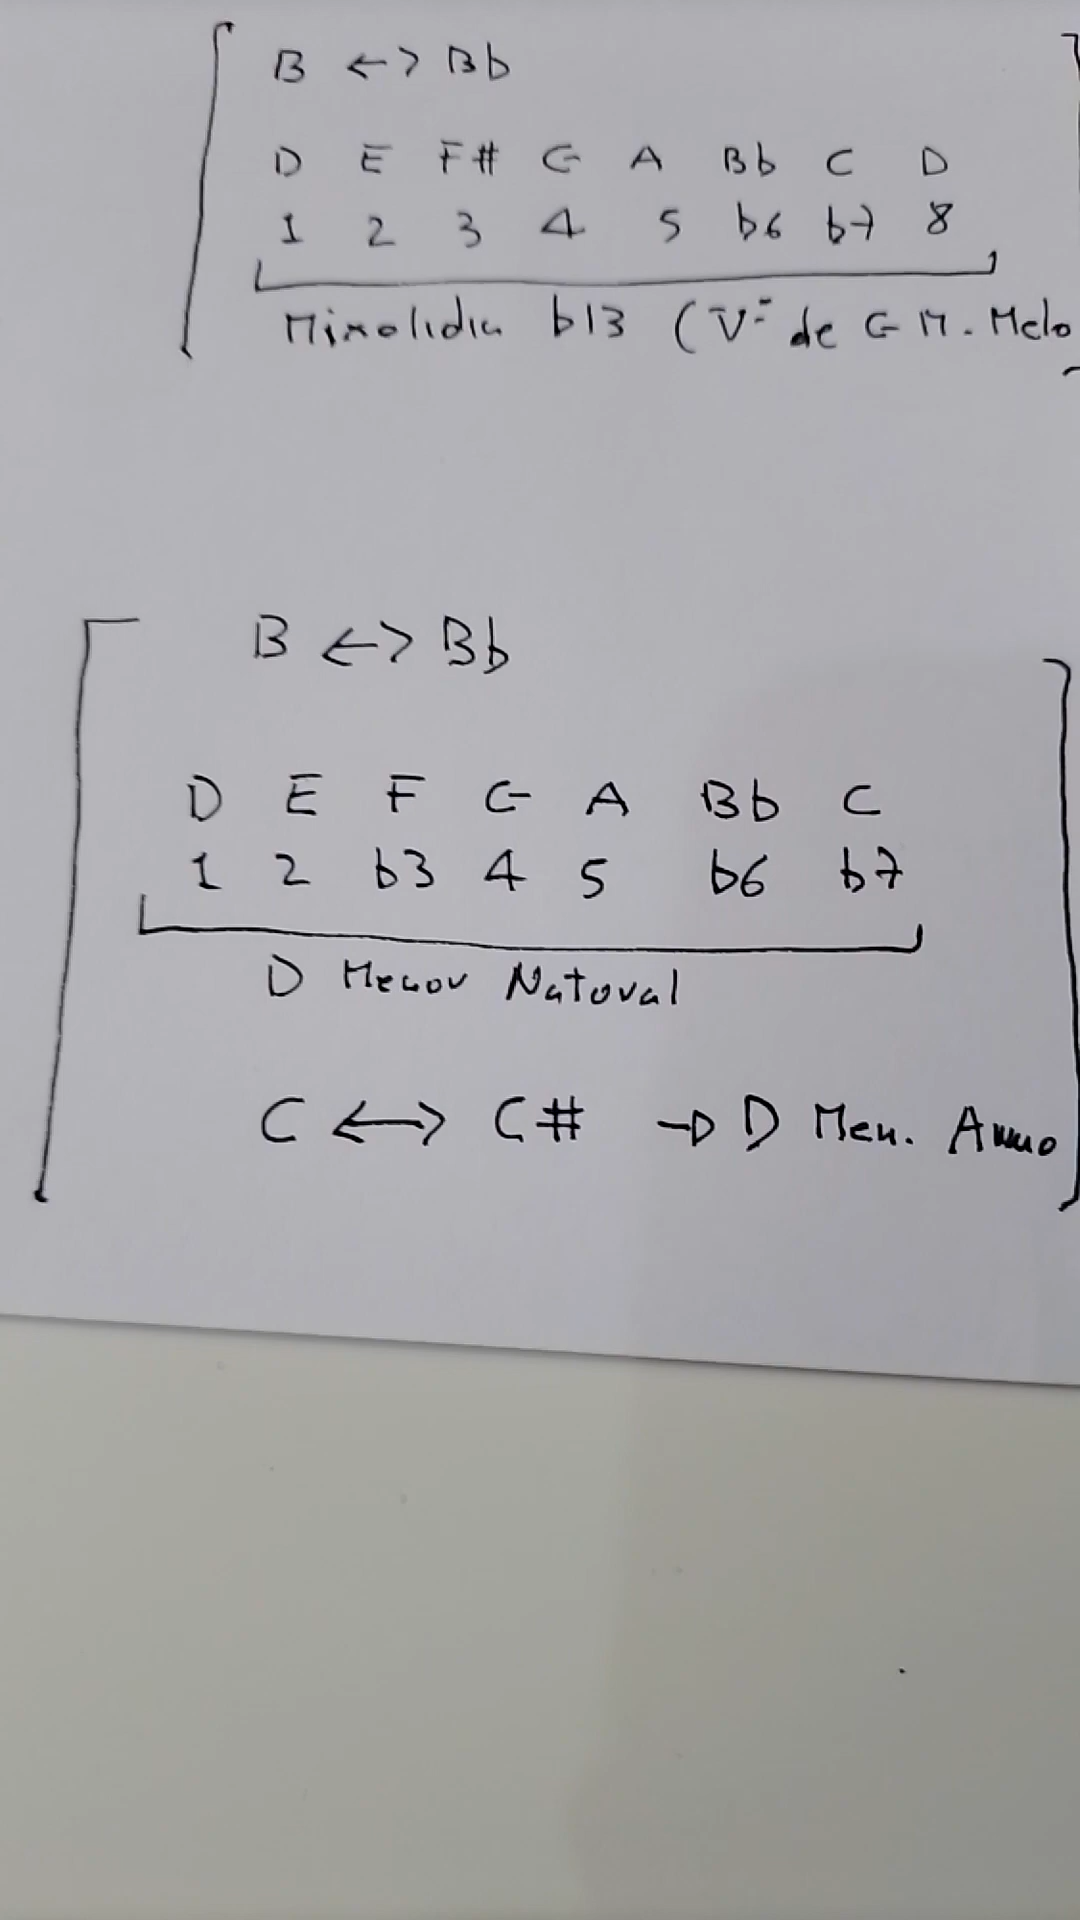 B <-> Bb
D E F# G A Bb C D
1 2 3 4 5 b6 b7 8
Mixolidia b13 (Vº de G M. Melo
B <-> Bb
D E F G A Bb C
1 2 b3 4 5 b6 b7
D Menor Natural
C <-> C# -> D Men. Armo